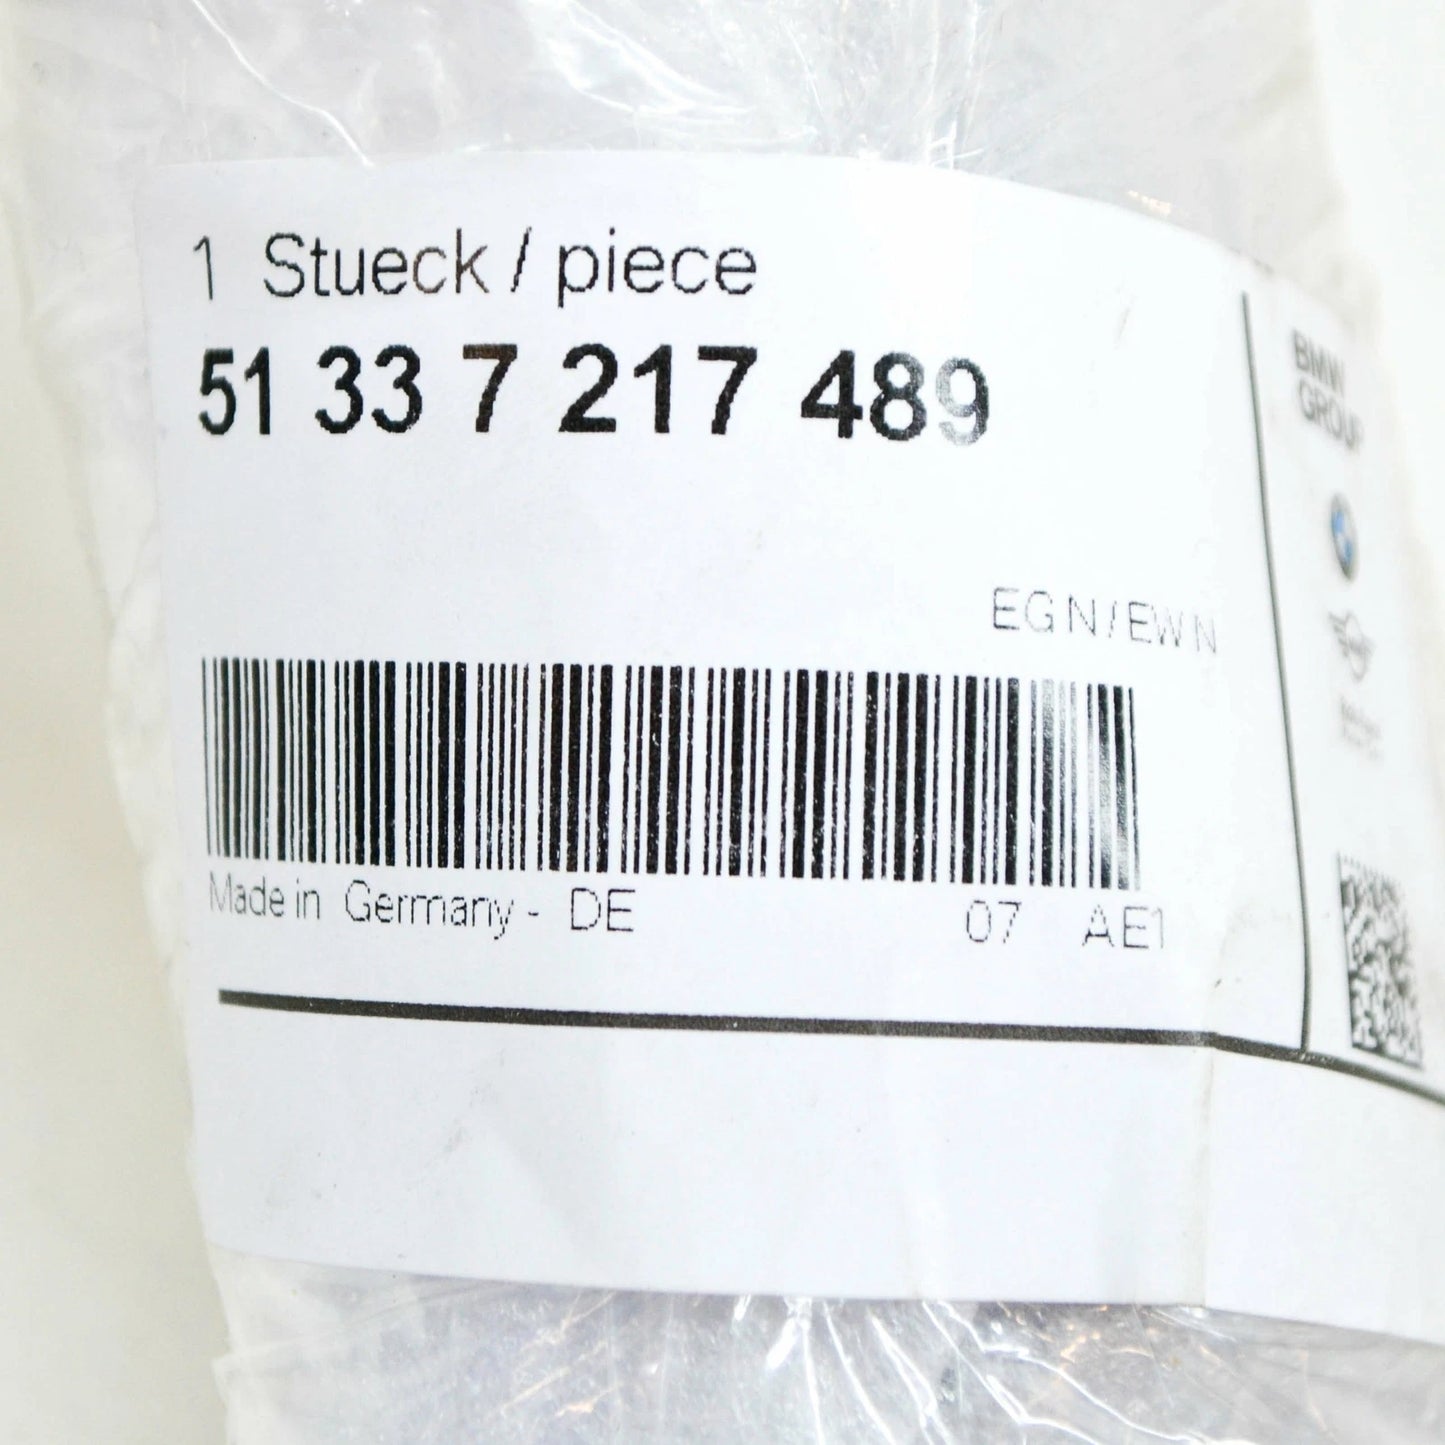 1 Stueck / piece
51 33 7 217 489
EGN/EWN
Made in Germany - DE 07 AE1
BMW
GROUP